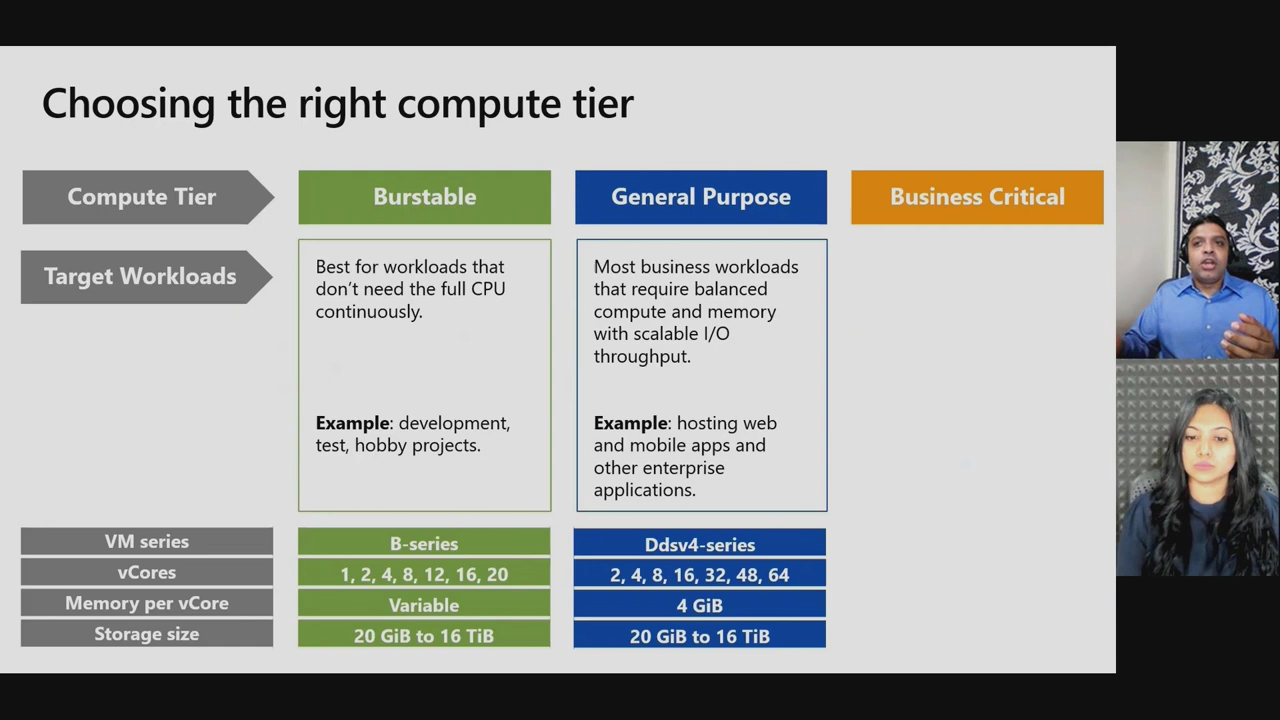 Choosing the right compute tier
Compute Tier
Burstable
General Purpose
Business Critical
Target Workloads
Best for workloads that
don't need the full CPU
continuously.
Example: development,
test, hobby projects.
Most business workloads
that require balanced
compute and memory
with scalable I/O
throughput.
Example: hosting web
and mobile apps and
other enterprise
applications.
VM series
B-series
Ddsv4-series
vCores
1, 2, 4, 8, 12, 16, 20
2, 4, 8, 16, 32, 48, 64
Memory per vCore
Variable
4 GiB
Storage size
20 GiB to 16 TiB
20 GiB to 16 TiB